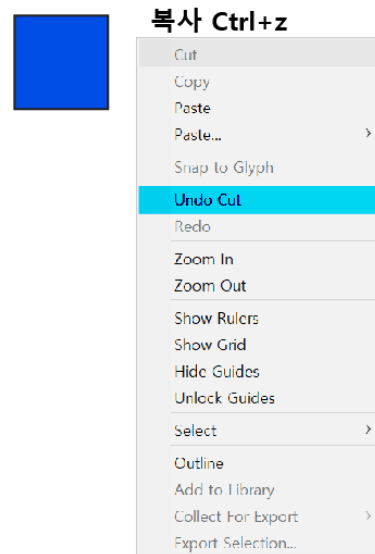 복사 Ctrl+z
Cut
Copy
Paste
Paste...
Snap to Glyph
Undo Cut
Redo
Zoom In
Zoom Out
Show Rulers
Show Grid
Hide Guides
Unlock Guides
Select
Outline
Add to Library
Collect For Export
Export Selection...